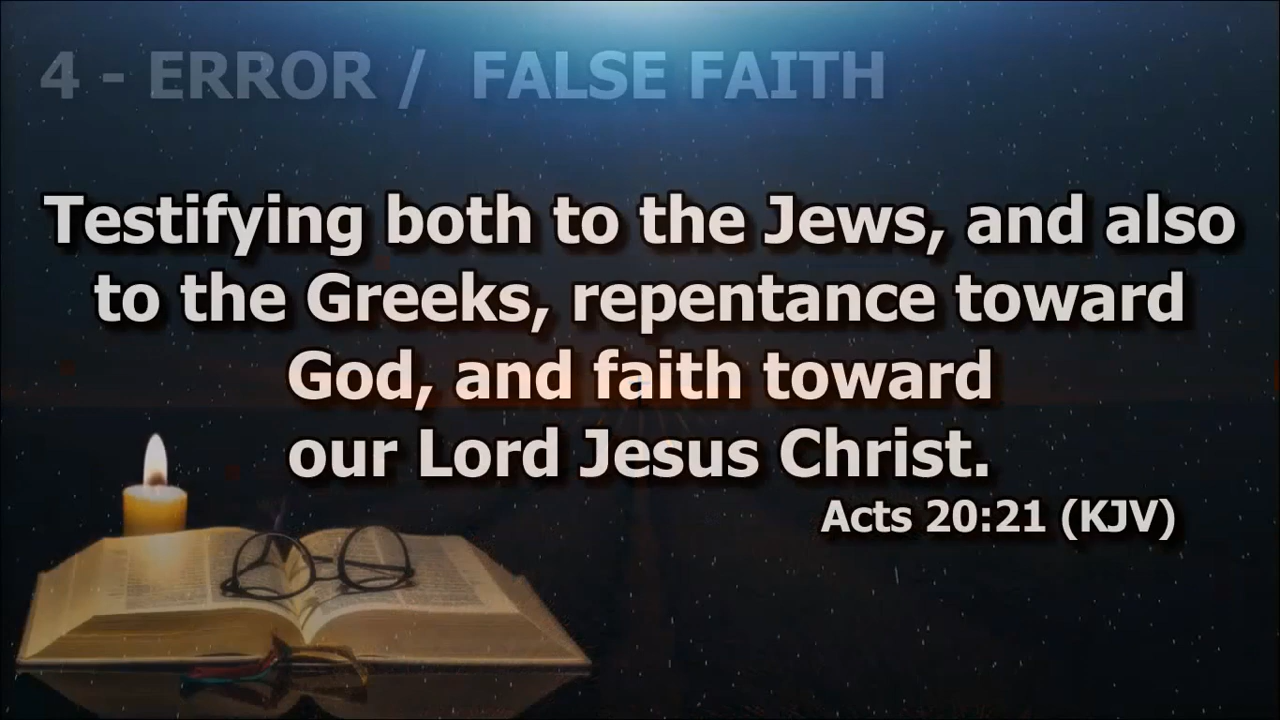 4 - ERROR / FALSE FAITH
Testifying both to the Jews, and also
to the Greeks, repentance toward
God, and faith toward
our Lord Jesus Christ.
Acts 20:21 (KJV)